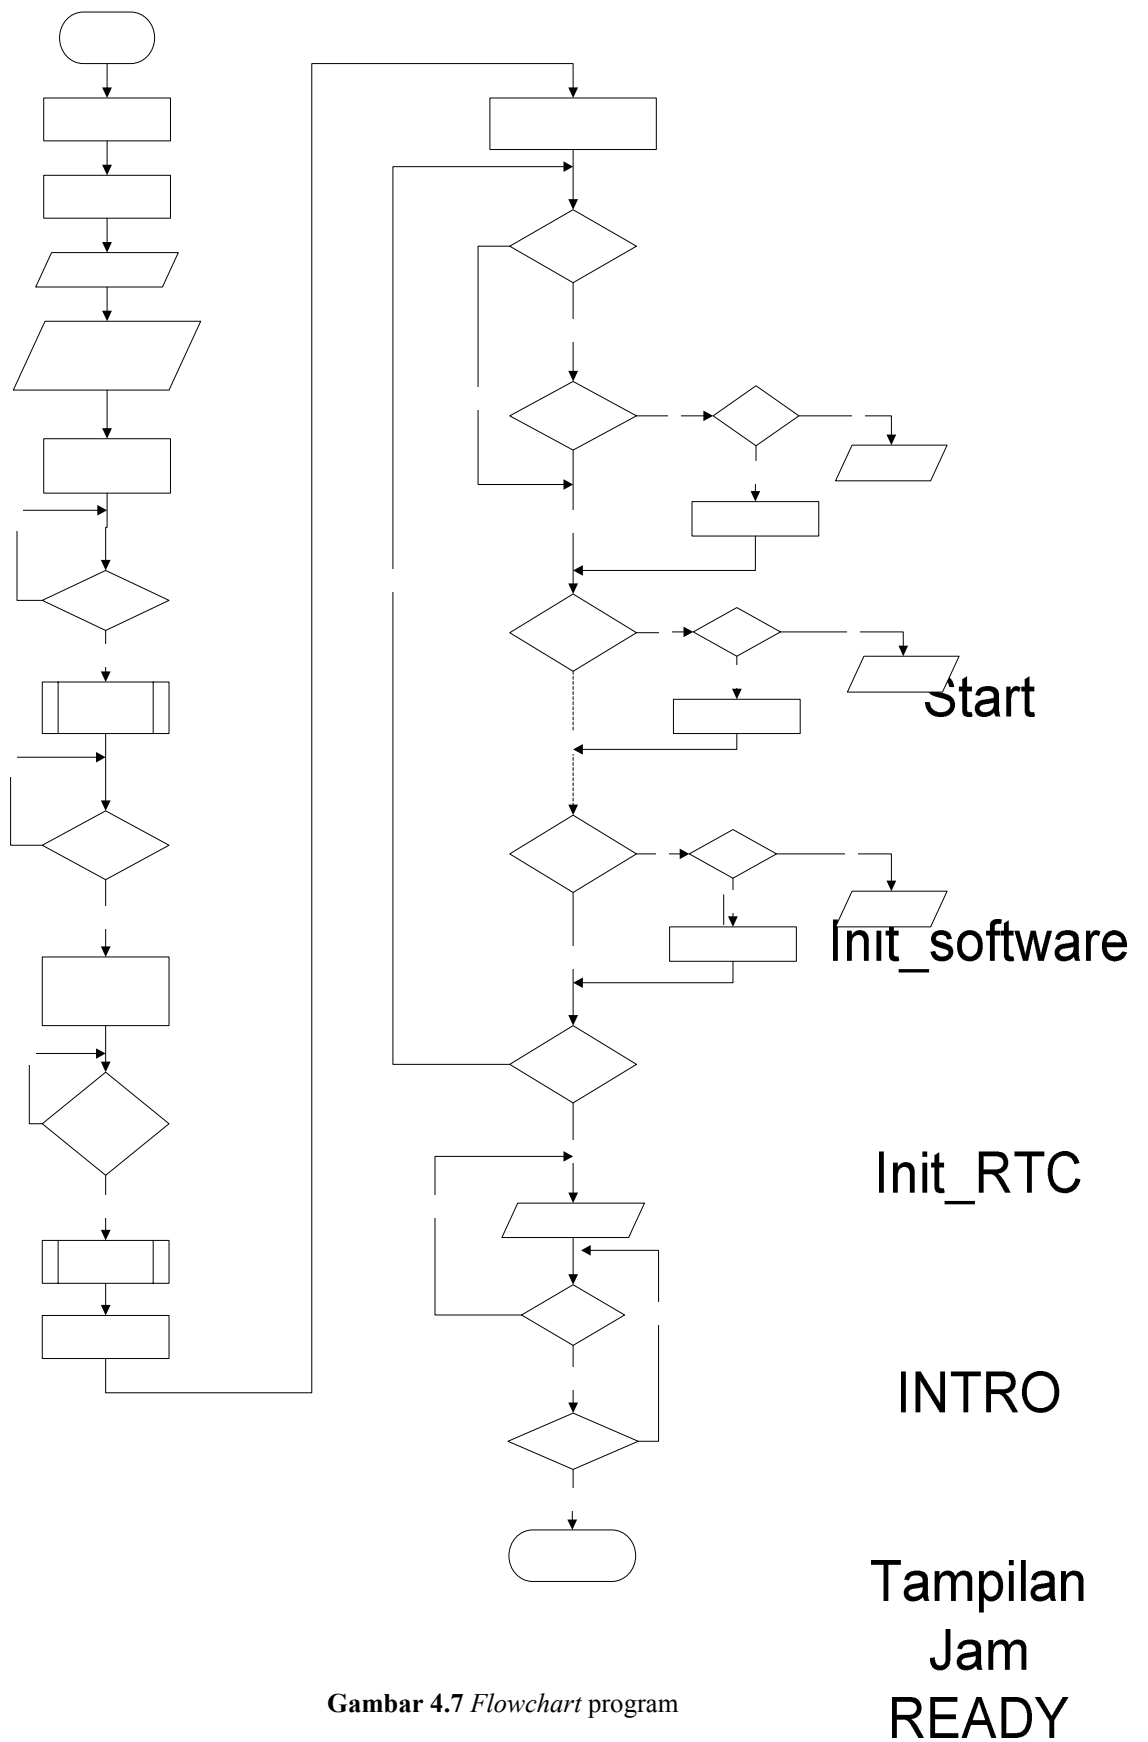 Start
Init_software
Init_RTC
INTRO
Tampilan
Jam
READY
Gambar 4.7 Flowchart program